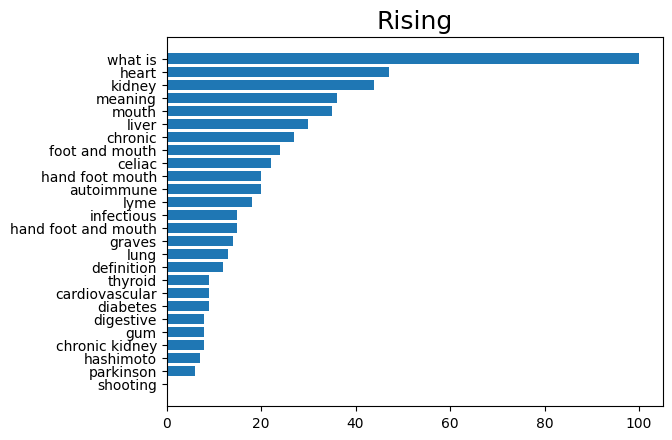 Rising
what is
heart
kidney
meaning
mouth
liver
chronic
foot and mouth
celiac
hand foot mouth
autoimmune
lyme
infectious
hand foot and mouth
graves
lung
definition
thyroid
cardiovascular
diabetes
digestive
gum
chronic kidney
hashimoto
parkinson
shooting
0 20 40 60 80 100